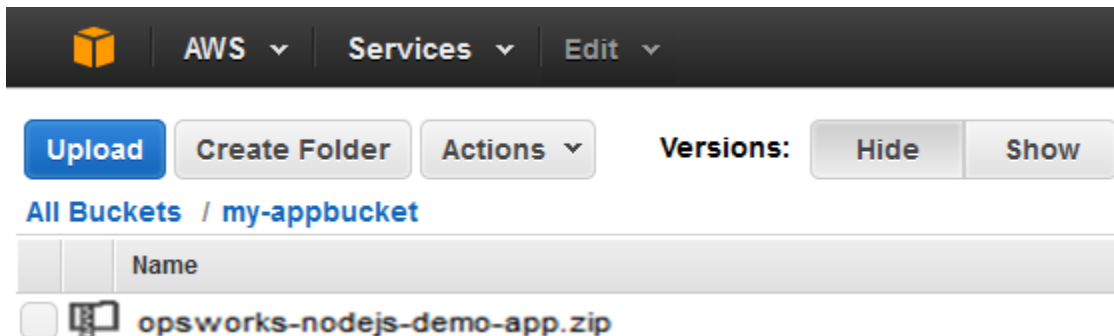 AWS Services Edit
Upload Create Folder Actions Versions: Hide Show
All Buckets / my-appbucket
Name
opsworks-nodejs-demo-app.zip